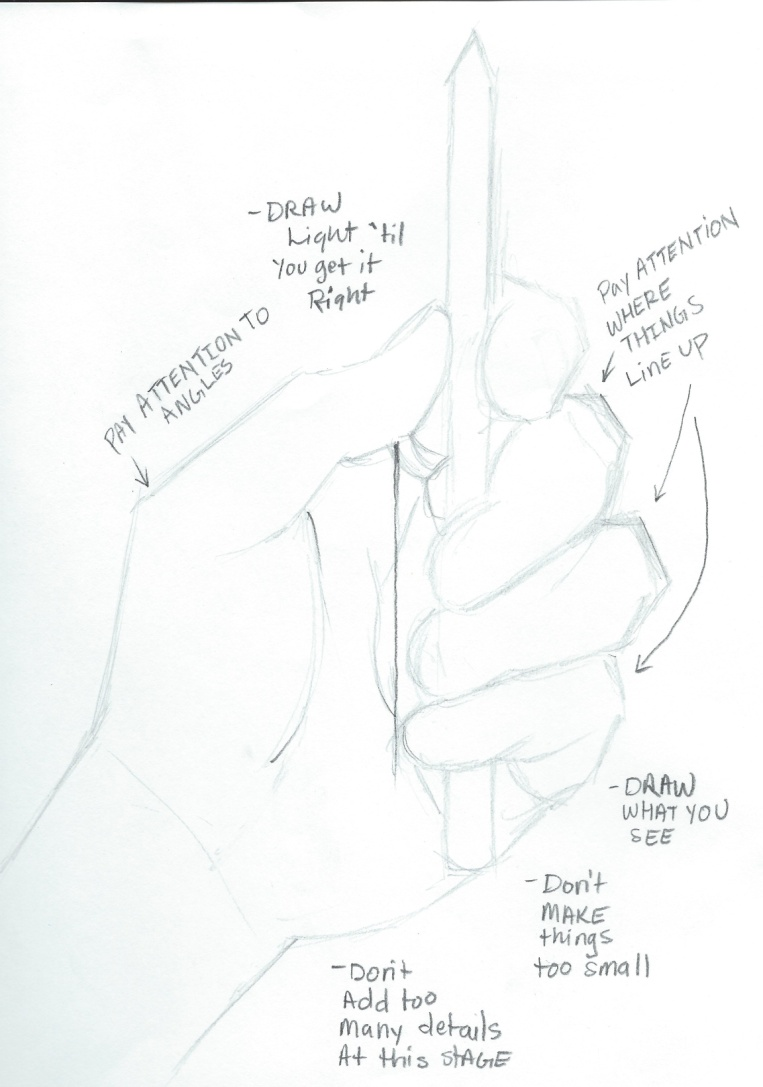 -DRAW
Light 'til
You get it
Right
PAY ATTENTION TO
ANGLES
Pay ATTENTION
WHERE
THINGS
Line UP
-DRAW
WHAT YOU
SEE
-Don't
MAKE
things
too small
-Don't
Add too
Many details
At this STAGE